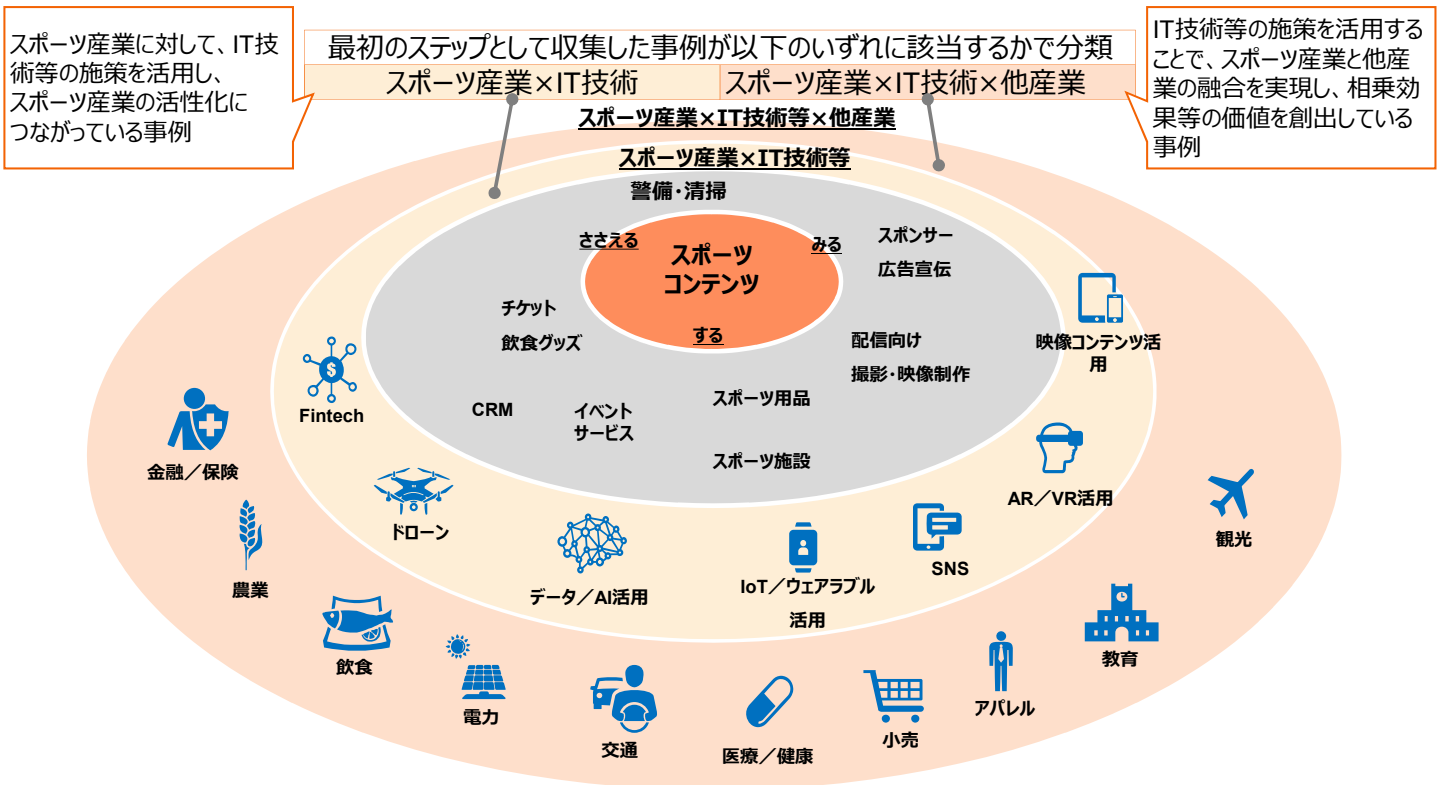 スポーツ産業に対して、IT技
術等の施策を活用し、
スポーツ産業の活性化に
つながっている事例
最初のステップとして収集した事例が以下のいずれに該当するかで分類
スポーツ産業×IT技術
スポーツ産業×IT技術×他産業
IT技術等の施策を活用する
ことで、スポーツ産業と他産
業の融合を実現し、相乗効
果等の価値を創出している
事例
スポーツ産業×IT技術等×他産業
スポーツ産業×IT技術等
警備・清掃
ささえる
みる
スポーツ
コンテンツ
する
スポンサー
広告宣伝
チケット
飲食グッズ
配信向け
撮影・映像制作
CRM
イベント
サービス
スポーツ用品
スポーツ施設
映像コンテンツ活
用
Fintech
ドローン
データ／AI活用
IoT／ウェアラブル
活用
SNS
AR／VR活用
金融／保険
農業
飲食
電力
交通
医療／健康
小売
アパレル
教育
観光